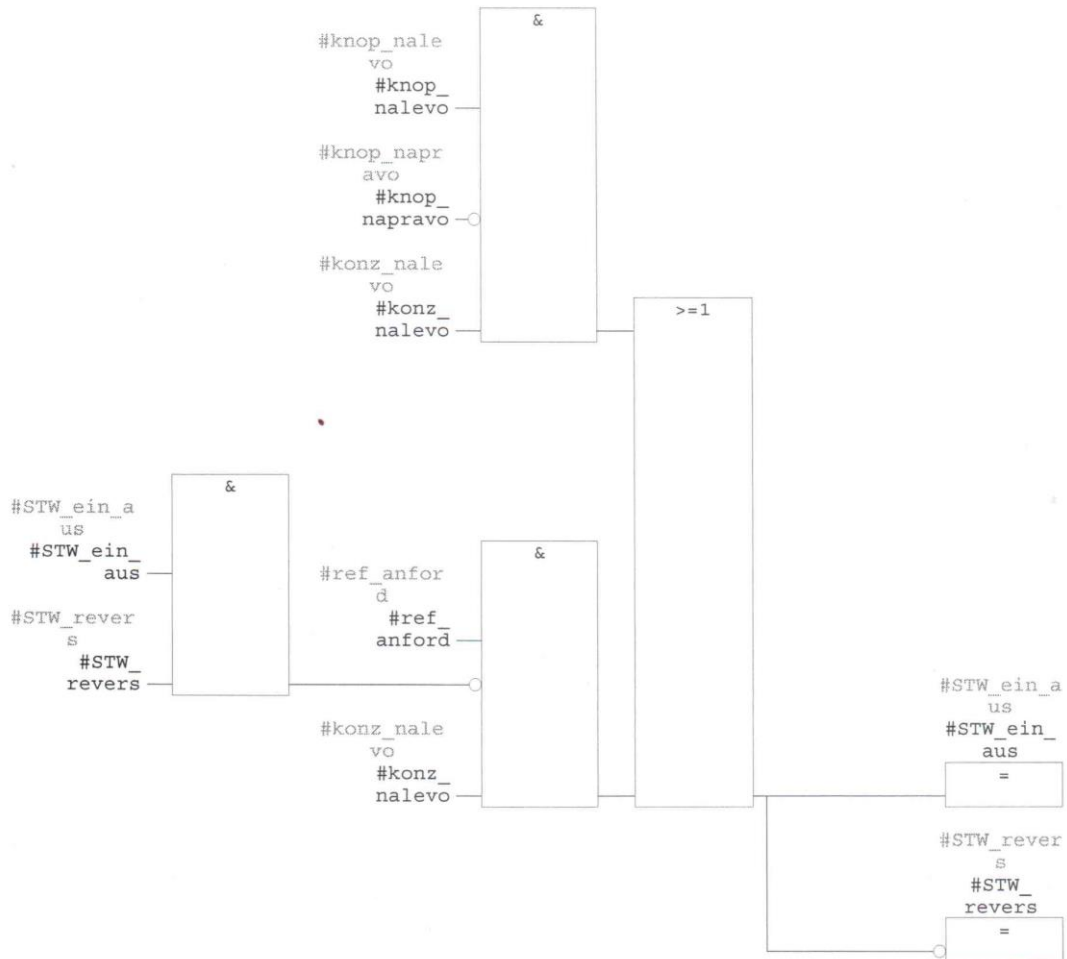 &
#knop_nale
vo
#knop_
nalevo
#knop_napr
avo
#knop_
napravo
#konz_nale
vo
#konz_
nalevo
>=1
&
#STW_ein_a
us
#STW_ein_
aus
#STW_rever
s
#STW_
revers
&
#ref_anfor
d
#ref_
anford
#konz_nale
vo
#konz_
nalevo
#STW_ein_a
us
#STW_ein_
aus
=
#STW_rever
s
#STW_
revers
=